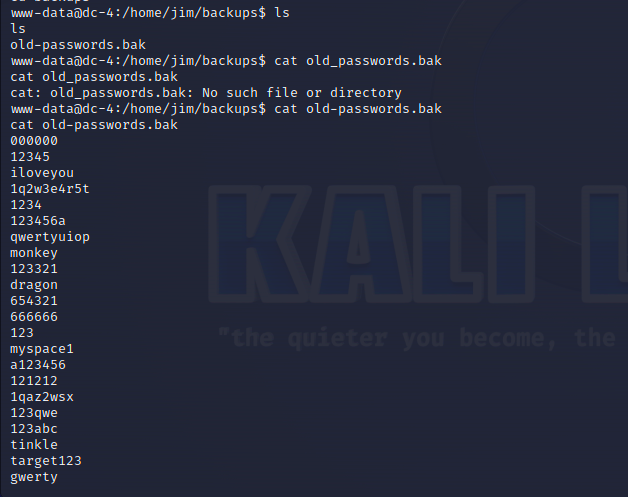 www-data@dc-4:/home/jim/backups$ ls
ls
old-passwords.bak
www-data@dc-4:/home/jim/backups$ cat old_passwords.bak
cat old_passwords.bak
cat: old_passwords.bak: No such file or directory
www-data@dc-4:/home/jim/backups$ cat old-passwords.bak
cat old-passwords.bak
000000
12345
iloveyou
1q2w3e4r5t
1234
123456a
qwertyuiop
monkey
123321
dragon
654321
666666
123
myspace1
a123456
121212
1qaz2wsx
123qwe
123abc
tinkle
target123
gwerty
KALI L
"the quieter you become, the